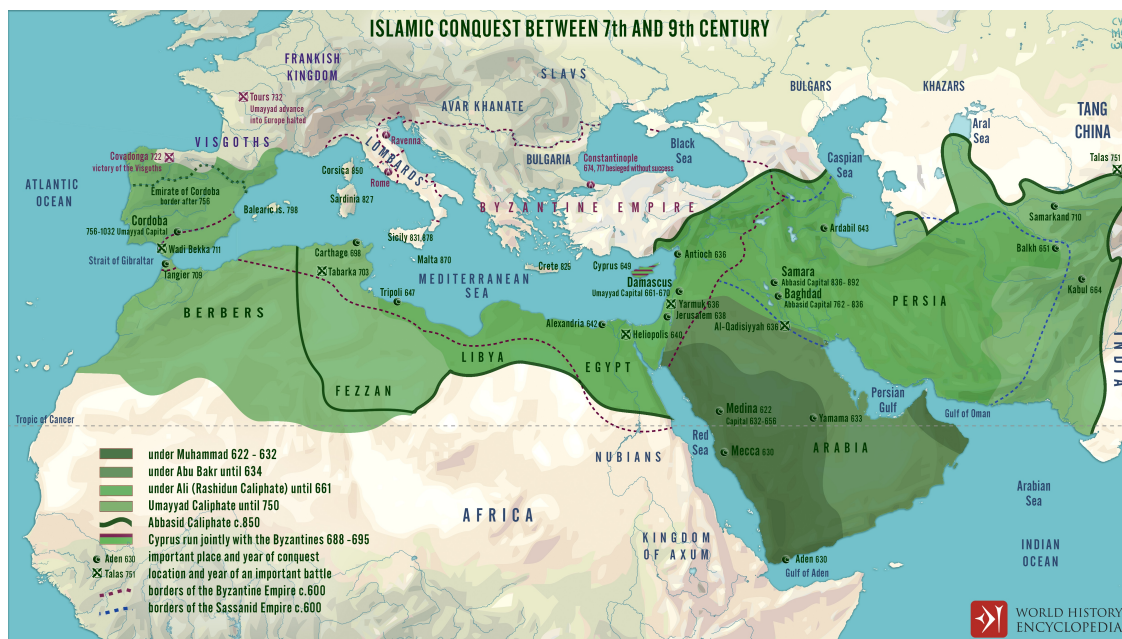 ISLAMIC CONQUEST BETWEEN 7th AND 9th CENTURY
FRANKISH
KINGDOM
SLAVS
BULGARS
KHAZARS
TANG
CHINA
Tours 732
Umayyad advance
into Europe halted
AVAR KHANATE
Aral
Sea
VISGOTHS
Ravenna
LOMBARDS
Rome
Black
Sea
Caspian
Sea
Talas 751
Covadonga 722
victory of the Visgoths
BULGARIA
Constantinople
674, 717 besieged without success
ATLANTIC
OCEAN
Emirate of Cordoba
border after 756
Corsica 650
Sardinia 827
Balearic is. 798
BYZANTINE EMPIRE
Samarkand 710
Cordoba
756-1032 Umayyad Capital
Wadi Bekka 711
Strait of Gibraltar
Tangier 709
Carthage 698
Tabarka 703
Sicily 831,878
Malta 870
MEDITERRANEAN
SEA
Crete 825
Cyprus 649
Antioch 636
Ardabil 643
Balkh 651
Kabul 664
Damascus
Umayyad Capital 661-670
Samara
Abbasid Capital 836- 892
Baghdad
Abbasid Capital 762 - 836
PERSIA
Tripoli 647
Yarmuk 636
Jerusalem 638
Al-Qadisiyyah 636
BERBERS
Alexandria 642
Heliopolis 640
LIBYA
EGYPT
FEZZAN
INDIA
Persian
Gulf
Gulf of Oman
Tropic of Cancer
Medina 622
Capital 632-656
Yamama 633
Red
Sea
Mecca 630
ARABIA
NUBIANS
Arabian
Sea
AFRICA
KINGDOM
OF AXUM
INDIAN
OCEAN
Aden 630
Gulf of Aden
under Muhammad 622 - 632
under Abu Bakr until 634
under Ali (Rashidun Caliphate) until 661
Umayyad Caliphate until 750
Abbasid Caliphate c.850
Cyprus run jointly with the Byzantines 688 -695
Aden 630 important place and year of conquest
Talas 751 location and year of an important battle
borders of the Byzantine Empire c.600
borders of the Sassanid Empire c.600
WORLD HISTORY
ENCYCLOPEDIA